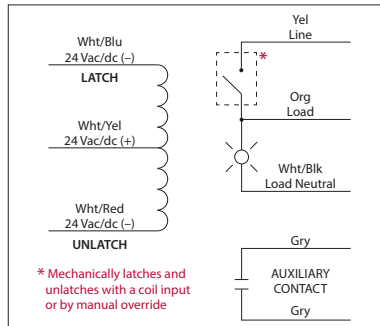 Wht/Blu
24 Vac/dc (–)
LATCH
Wht/Yel
24 Vac/dc (+)
Wht/Red
24 Vac/dc (–)
UNLATCH
* Mechanically latches and
unlatches with a coil input
or by manual override
Yel
Line
*
Org
Load
Wht/Blk
Load Neutral
Gry
AUXILIARY
CONTACT
Gry